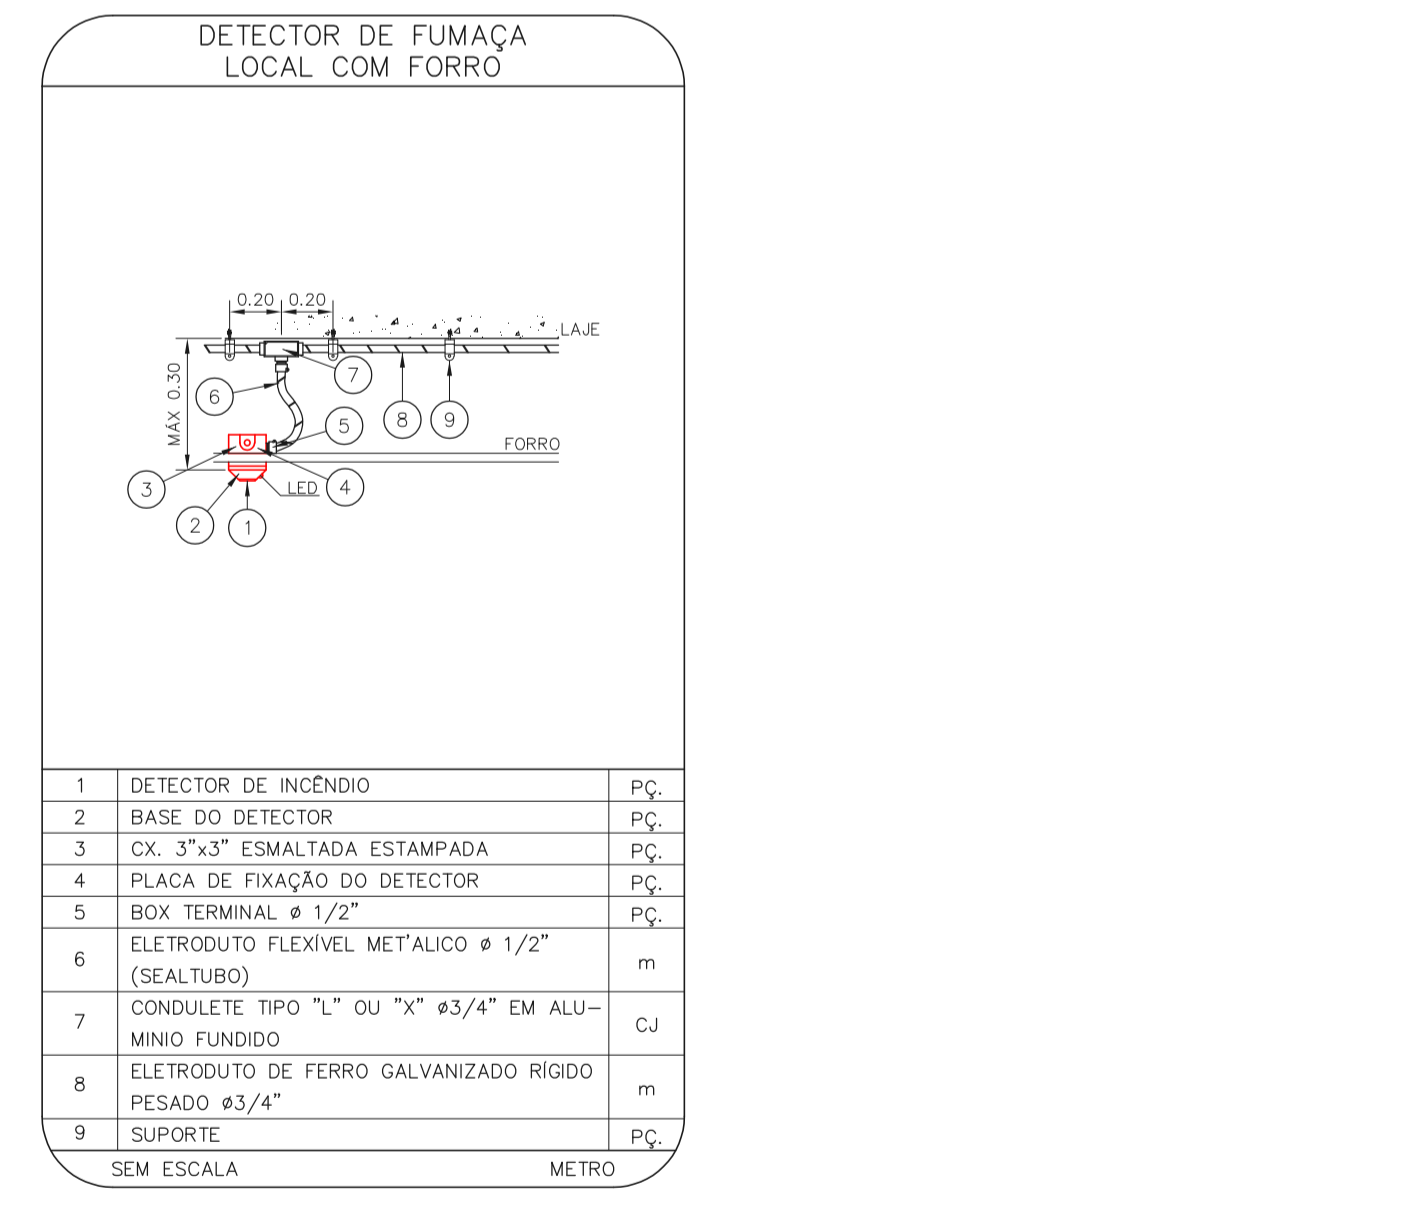 DETECTOR DE FUMAÇA
LOCAL COM FORRO
0.20 0.20
LAJE
MÁX 0.30
7
6
8
9
5
FORRO
3
LED
4
2
1
1 DETECTOR DE INCÊNDIO PÇ.
2 BASE DO DETECTOR PÇ.
3 CX. 3"x3" ESMALTADA ESTAMPADA PÇ.
4 PLACA DE FIXAÇÃO DO DETECTOR PÇ.
5 BOX TERMINAL ø 1/2" PÇ.
6 ELETRODUTO FLEXÍVEL MET'ALICO ø 1/2" m
(SEALTUBO)
7 CONDULETE TIPO "L" OU "X" ø3/4" EM ALU- CJ
MINIO FUNDIDO
8 ELETRODUTO DE FERRO GALVANIZADO RÍGIDO m
PESADO ø3/4"
9 SUPORTE PÇ.
SEM ESCALA METRO